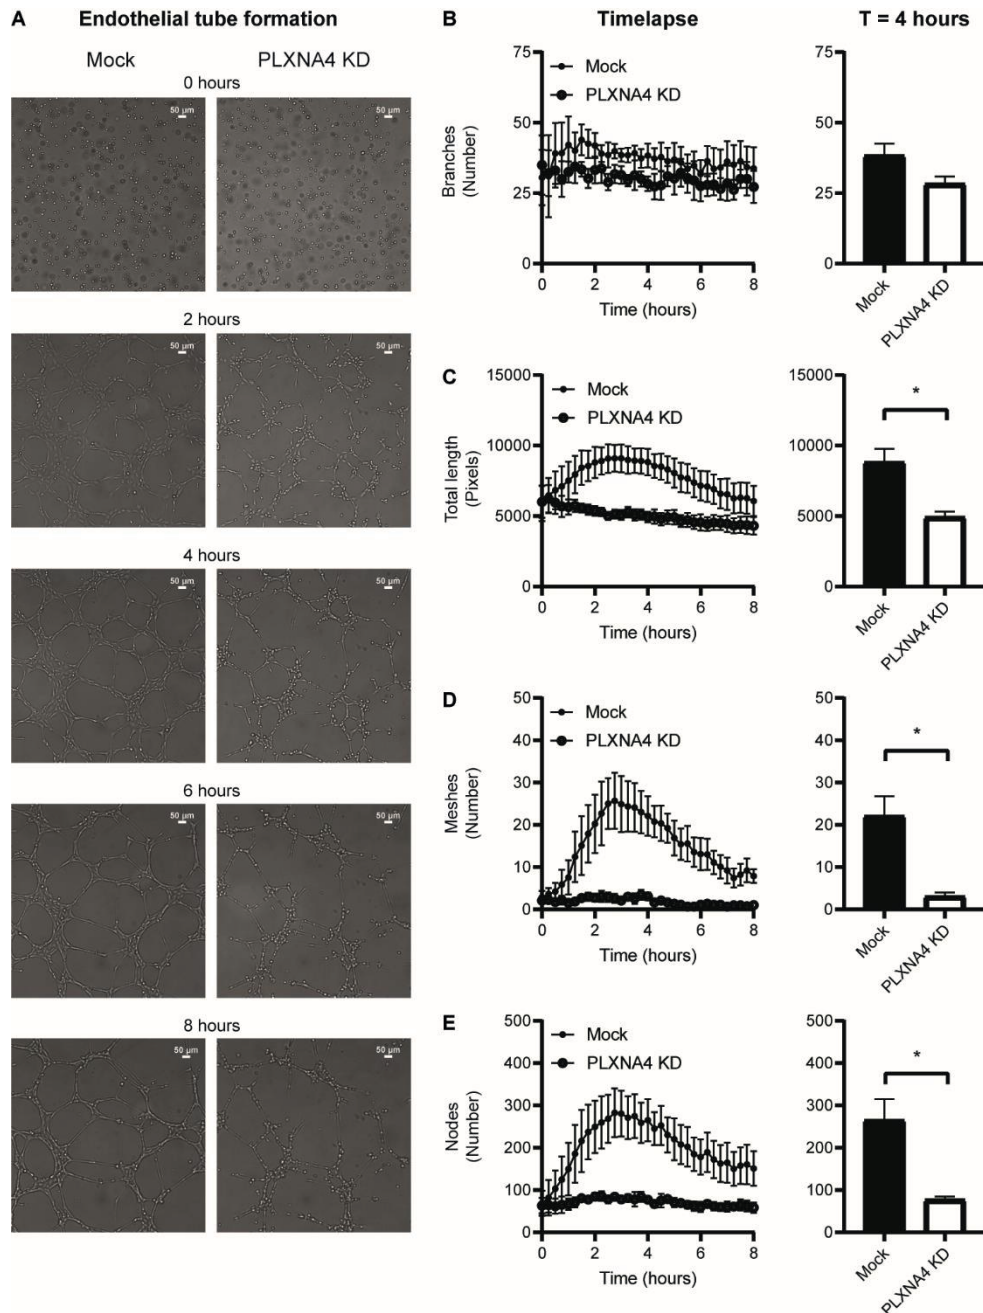 A Endothelial tube formation
Mock PLXNA4 KD
0 hours
50 µm 50 µm
2 hours
50 µm 50 µm
4 hours
50 µm 50 µm
6 hours
50 µm 50 µm
8 hours
50 µm 50 µm
B Timelapse T = 4 hours
Mock
PLXNA4 KD
Branches
(Number)
75
50
25
0
0 2 4 6 8
Time (hours)
75
50
25
0
Mock
PLXNA4 KD
C
Mock
PLXNA4 KD
Total length
(Pixels)
15000
10000
5000
0
0 2 4 6 8
Time (hours)
15000
10000
5000
0
*
Mock
PLXNA4 KD
D
Mock
PLXNA4 KD
Meshes
(Number)
50
40
30
20
10
0
0 2 4 6 8
Time (hours)
50
40
30
20
10
0
*
Mock
PLXNA4 KD
E
Mock
PLXNA4 KD
Nodes
(Number)
500
400
300
200
100
0
0 2 4 6 8
Time (hours)
500
400
300
200
100
0
*
Mock
PLXNA4 KD